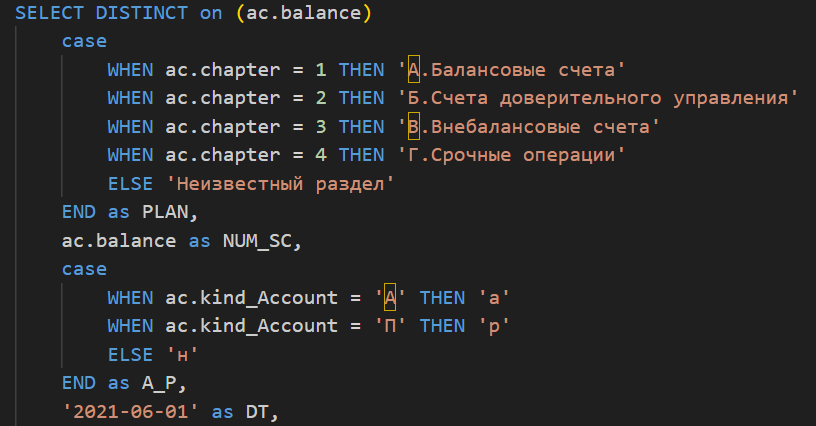 SELECT DISTINCT on (ac.balance)
case
WHEN ac.chapter = 1 THEN 'А.Балансовые счета'
WHEN ac.chapter = 2 THEN 'Б.Счета доверительного управления'
WHEN ac.chapter = 3 THEN 'В.Внебалансовые счета'
WHEN ac.chapter = 4 THEN 'Г.Срочные операции'
ELSE 'Неизвестный раздел'
END as PLAN,
ac.balance as NUM_SC,
case
WHEN ac.kind_Account = 'А' THEN 'a'
WHEN ac.kind_Account = 'П' THEN 'p'
ELSE 'н'
END as A_P,
'2021-06-01' as DT,